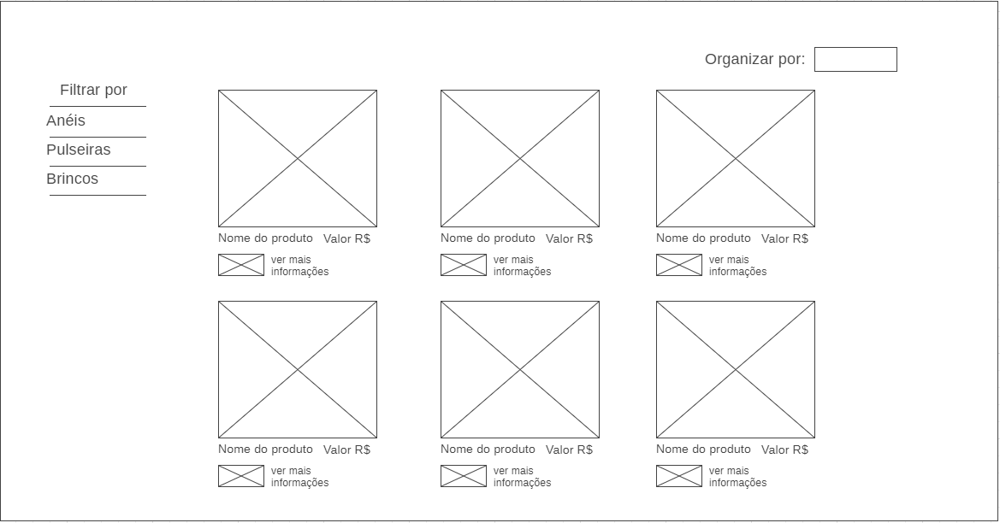 Organizar por:
Filtrar por
Anéis
Pulseiras
Brincos
Nome do produto Valor R$
ver mais
informações
Nome do produto Valor R$
ver mais
informações
Nome do produto Valor R$
ver mais
informações
Nome do produto Valor R$
ver mais
informações
Nome do produto Valor R$
ver mais
informações
Nome do produto Valor R$
ver mais
informações